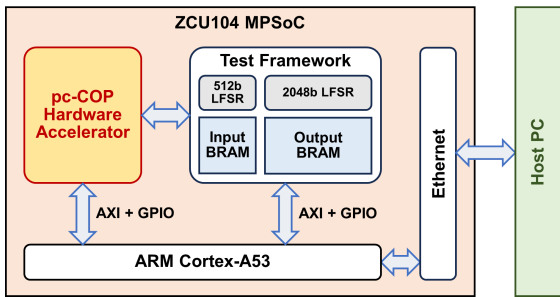 ZCU104 MPSoC
pc-COP
Hardware
Accelerator
Test Framework
512b
LFSR
2048b LFSR
Input
BRAM
Output
BRAM
AXI + GPIO
AXI + GPIO
ARM Cortex-A53
Ethernet
Host PC